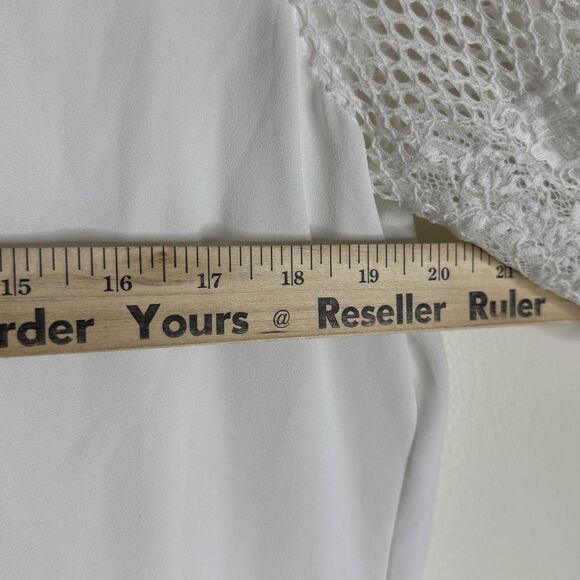 15 16 17 18 19 20 21
rder Yours @ Reseller Ruler